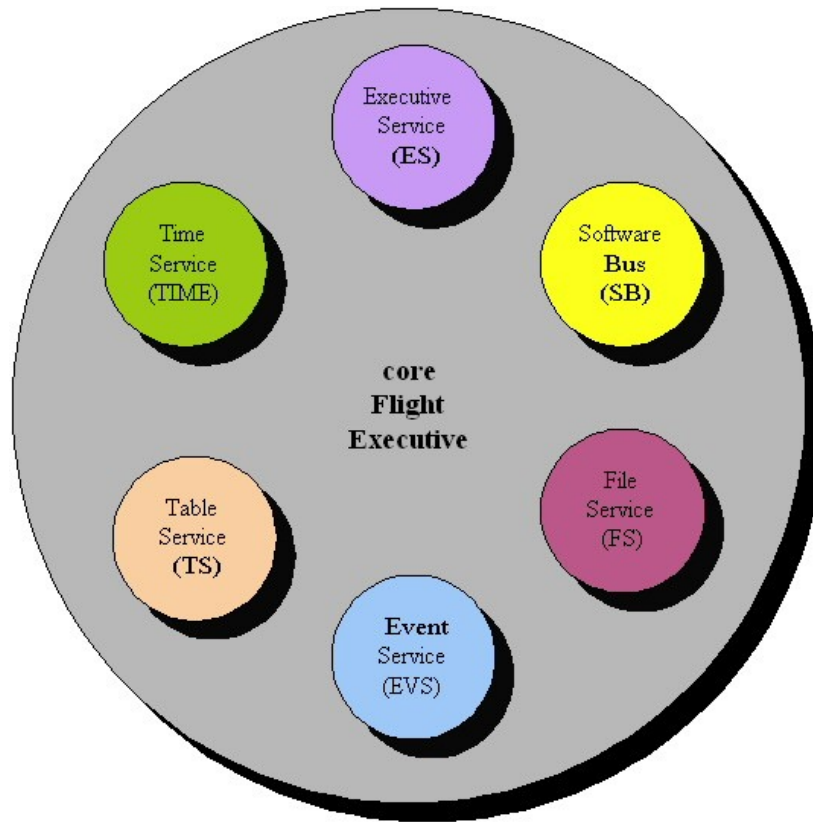 Executive
Service
(ES)
Time
Service
(TIME)
Software
Bus
(SB)
core
Flight
Executive
Table
Service
(TS)
File
Service
(FS)
Event
Service
(EVS)